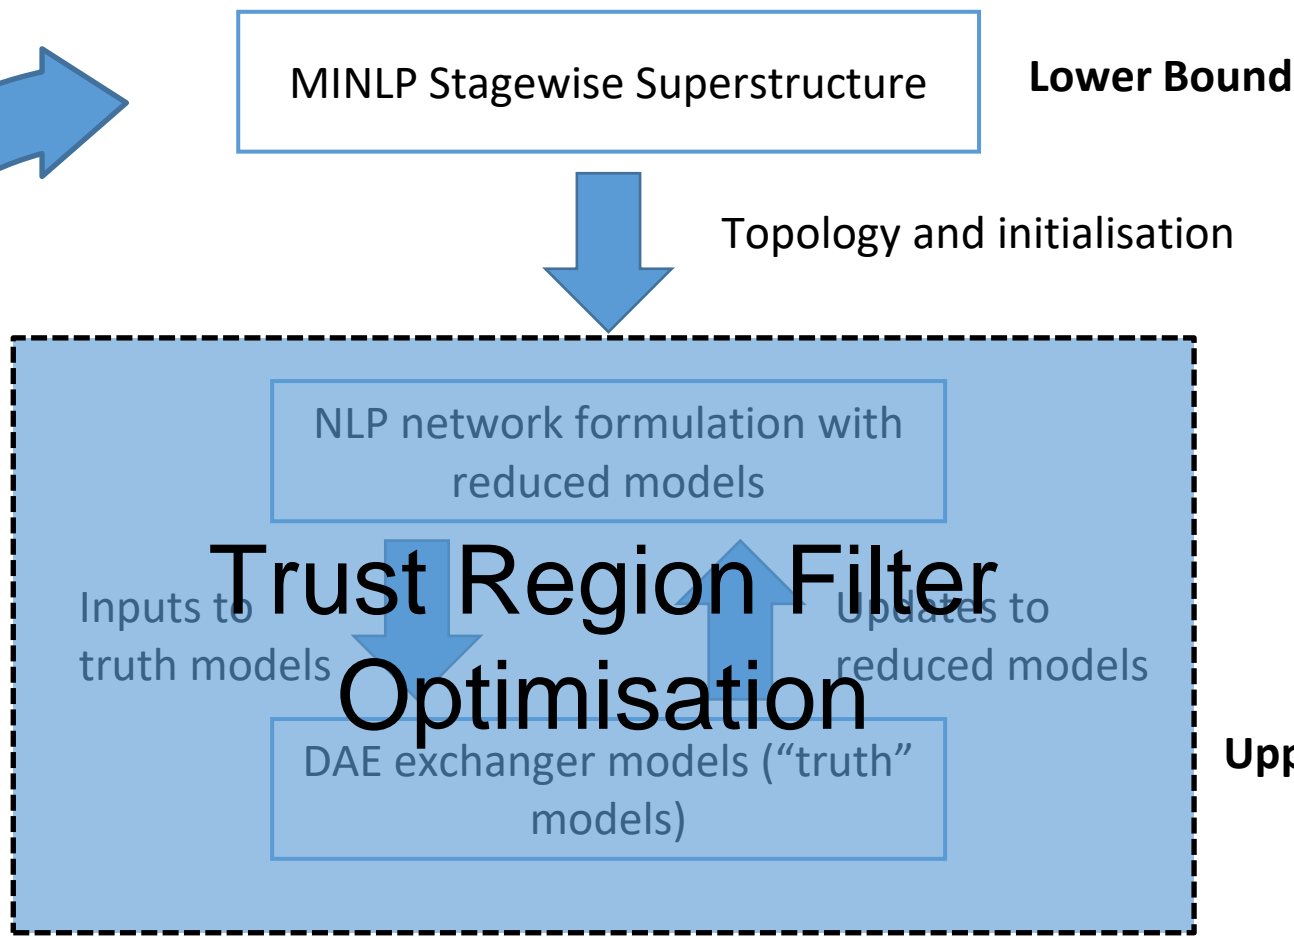 MINLP Stagewise Superstructure
Lower Bound
Topology and initialisation
NLP network formulation with
reduced models
Trust Region Filter
Optimisation
Inputs to
truth models
Updates to
reduced models
DAE exchanger models (“truth”
models)
Upp